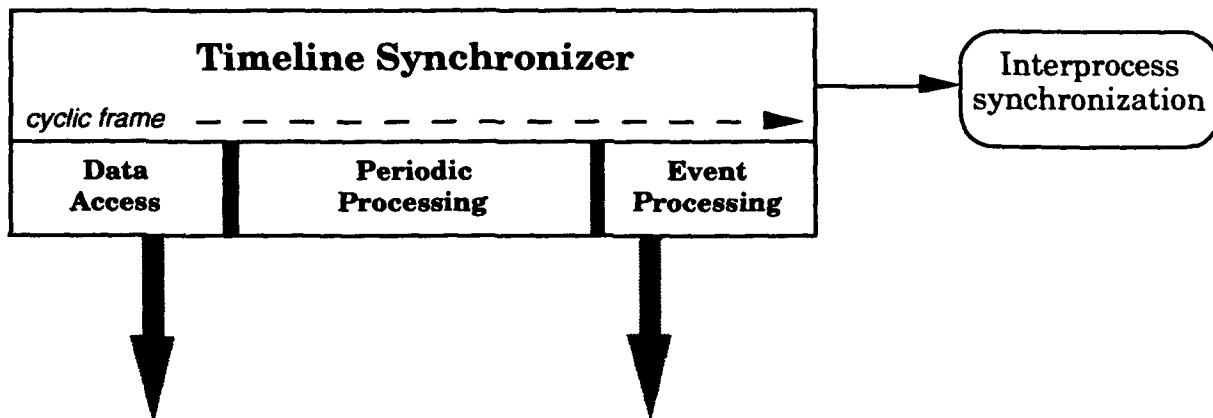 Timeline Synchronizer
Interprocess
synchronization
cyclic frame
Data
Access
Periodic
Processing
Event
Processing